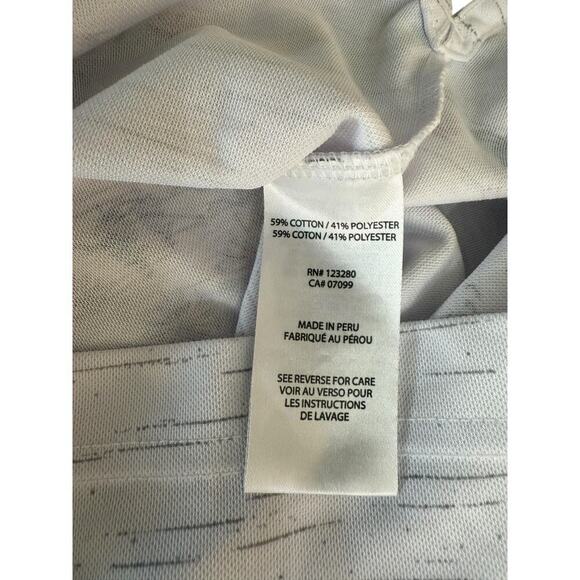 59% COTTON / 41% POLYESTER
59% COTON / 41% POLYESTER
RN# 123280
CA# 07099
MADE IN PERU
FABRIQUÉ AU PÉROU
SEE REVERSE FOR CARE
VOIR AU VERSO POUR
LES INSTRUCTIONS
DE LAVAGE